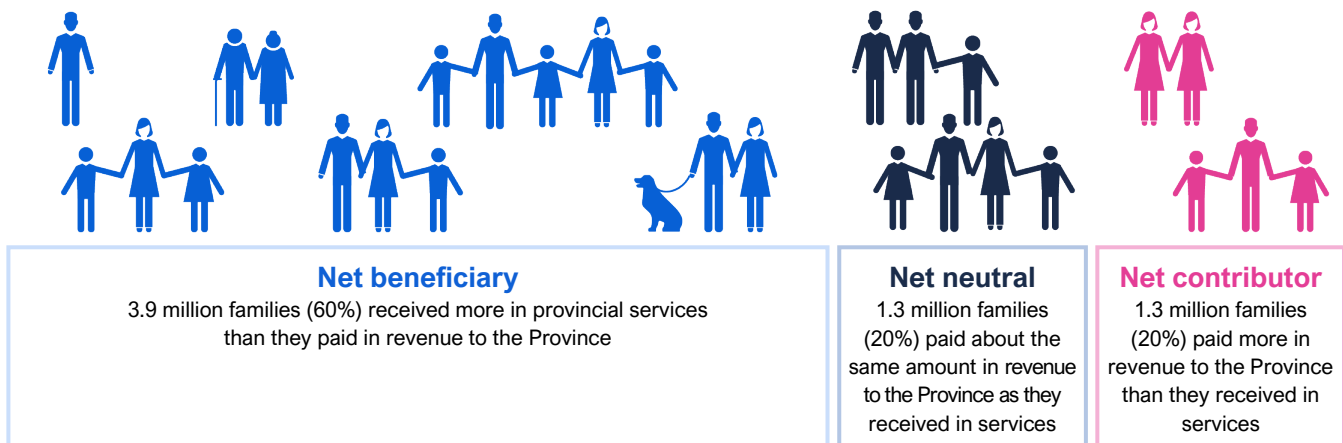 Net beneficiary
3.9 million families (60%) received more in provincial services
than they paid in revenue to the Province
Net neutral
1.3 million families
(20%) paid about the
same amount in revenue
to the Province as they
received in services
Net contributor
1.3 million families
(20%) paid more in
revenue to the Province
than they received in
services